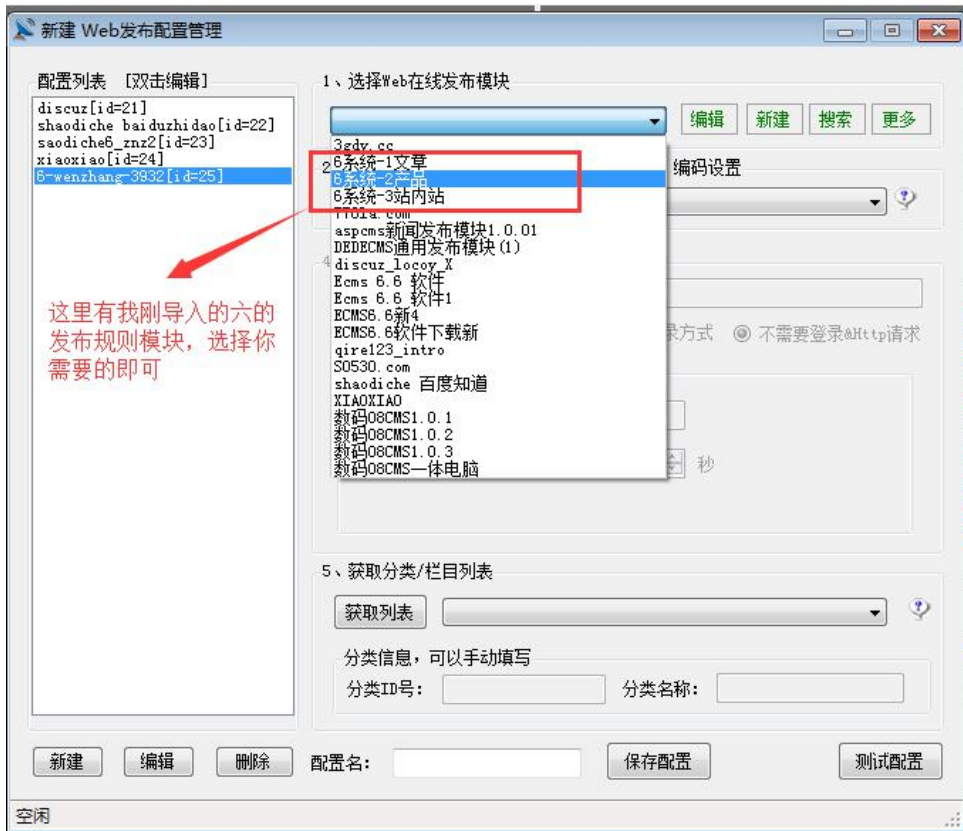 新建 Web发布配置管理
配置列表 [双击编辑]
discuz[id=21]
shaodiche baiduzhidao[id=22]
saodiche6_znz2[id=23]
xiaoxiao[id=24]
6-wenzhang-3932[id=25]
这里有我刚导入的六的
发布规则模块，选择你
需要的即可
1、选择Web在线发布模块
编辑 新建 搜索 更多
3gdy.cc
6系统-1文章
6系统-2产品
6系统-3站内站
aspcms新闻发布模块1.0.01
DEDECMS通用发布模块(1)
discuz_locoy_X
Ecms 6.6 软件
Ecms 6.6 软件1
ECMS6.6新4
ECMS6.6软件下载新
qire123_intro
SO530.com
shaodiche 百度知道
XIAOXIAO
数码08CMS1.0.1
数码08CMS1.0.2
数码08CMS1.0.3
数码08CMS一体电脑
2
编码设置
4
录方式 不需要登录&Http请求
秒
5、获取分类/栏目列表
获取列表
分类信息，可以手动填写
分类ID号： 分类名称：
新建 编辑 删除 配置名： 保存配置 测试配置
空闲